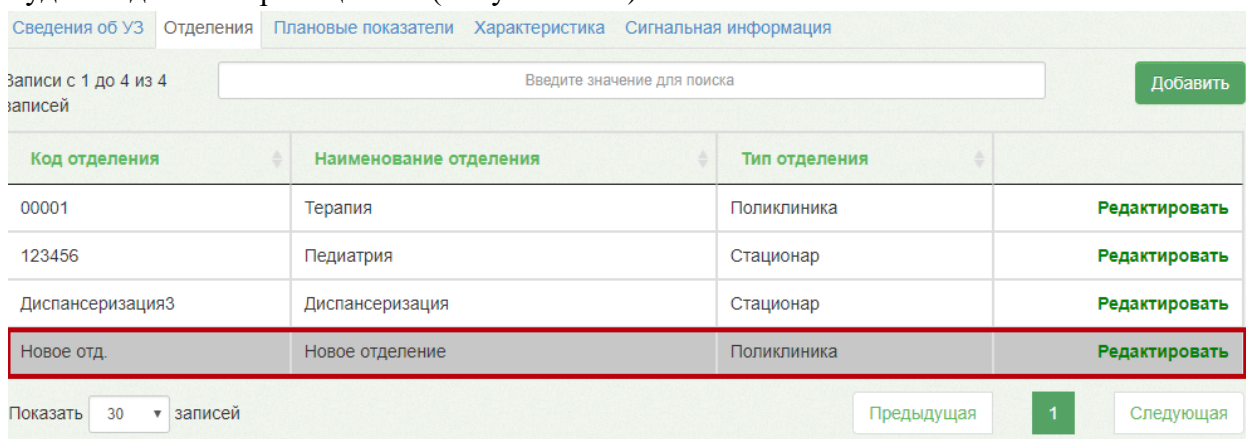 Сведения об УЗ Отделения Плановые показатели Характеристика Сигнальная информация
Записи с 1 до 4 из 4 записей Введите значение для поиска Добавить
Код отделения Наименование отделения Тип отделения
00001 Терапия Поликлиника Редактировать
123456 Педиатрия Стационар Редактировать
Диспансеризация3 Диспансеризация Стационар Редактировать
Новое отд. Новое отделение Поликлиника Редактировать
Показать 30 записей Предыдущая 1 Следующая